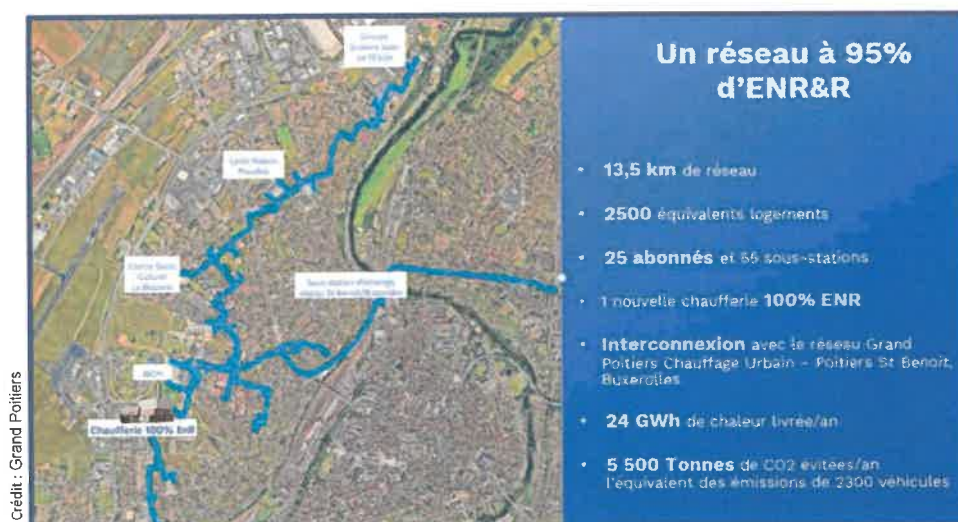 Un réseau à 95%
d'ENR&R
• 13,5 km de réseau
• 2500 équivalents logements
• 25 abonnés et 55 sous-stations
• 1 nouvelle chaufferie 100% ENR
• Interconnexion avec le réseau Grand
Poitiers Chauffage Urbain – Poitiers St Benoit,
Buxerolles
• 24 GWh de chaleur livrée/an
• 5 500 Tonnes de CO2 évitées/an
l'équivalent des émissions de 2300 véhicules
Groupe
Chaufferie 100% EnR
Crédit : Grand Poitiers